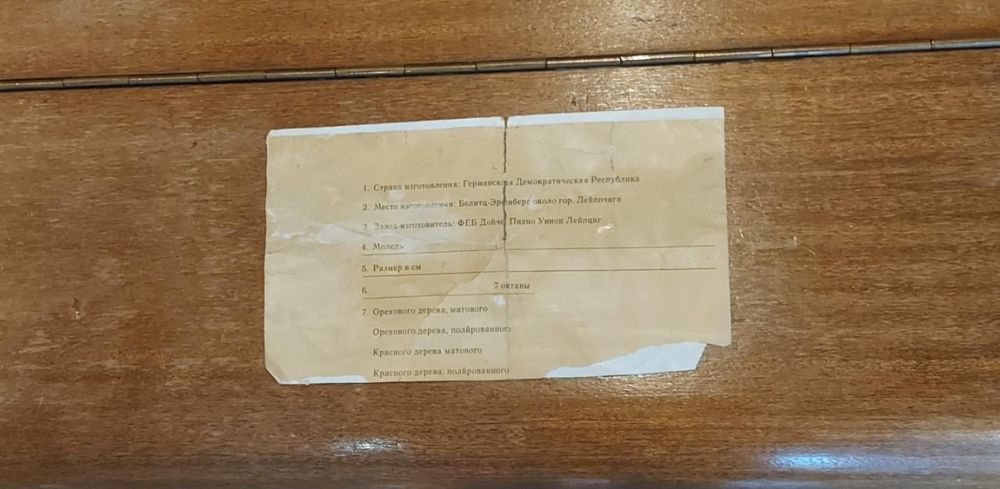 1. Страна изготовления: Германская Демократическая Республика
2. Место изготовления: Белитц-Эренберг около гор. Лейпцига
3. Завод-изготовитель: ФЕБ Дойче Пиано Унион Лейпциг
4. Модель
5. Размер в см
6. 7 октавы
7. Орехового дерева, матового
Орехового дерева, полйрованного
Красного дерева матового
Красного дерева, полйрованного